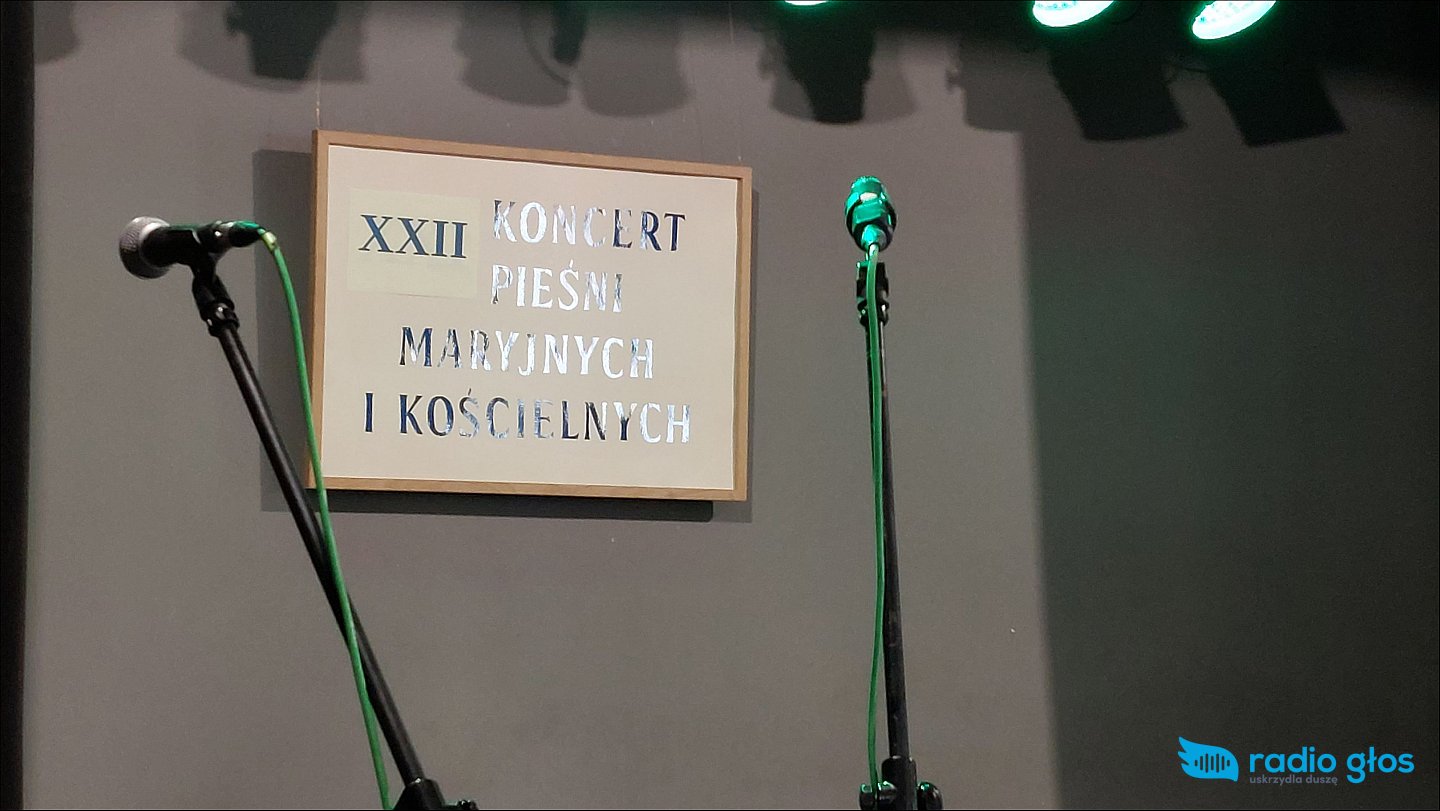 XXII KONCERT
PIEŚNI
MARYJNYCH
I KOŚCIELNYCH
radio głos
uskrzydla duszę